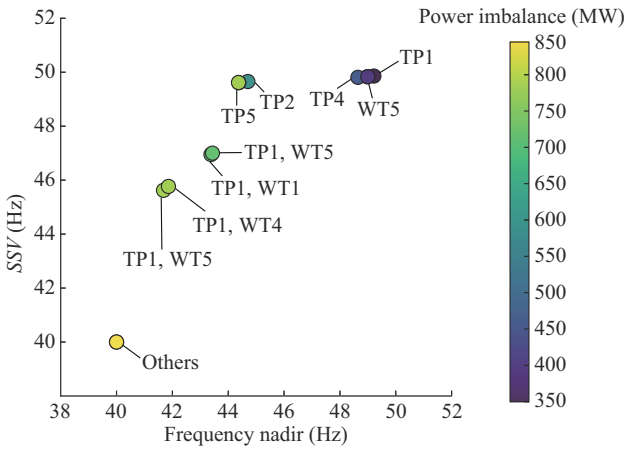 Power imbalance (MW)
52
50
48
46
44
42
40
38
40
42
44
46
48
50
52
SSV (Hz)
Frequency nadir (Hz)
TP1
TP4
WT5
TP5
TP2
TP1, WT5
TP1, WT1
TP1, WT4
TP1, WT5
Others
850
800
750
700
650
600
550
500
450
400
350